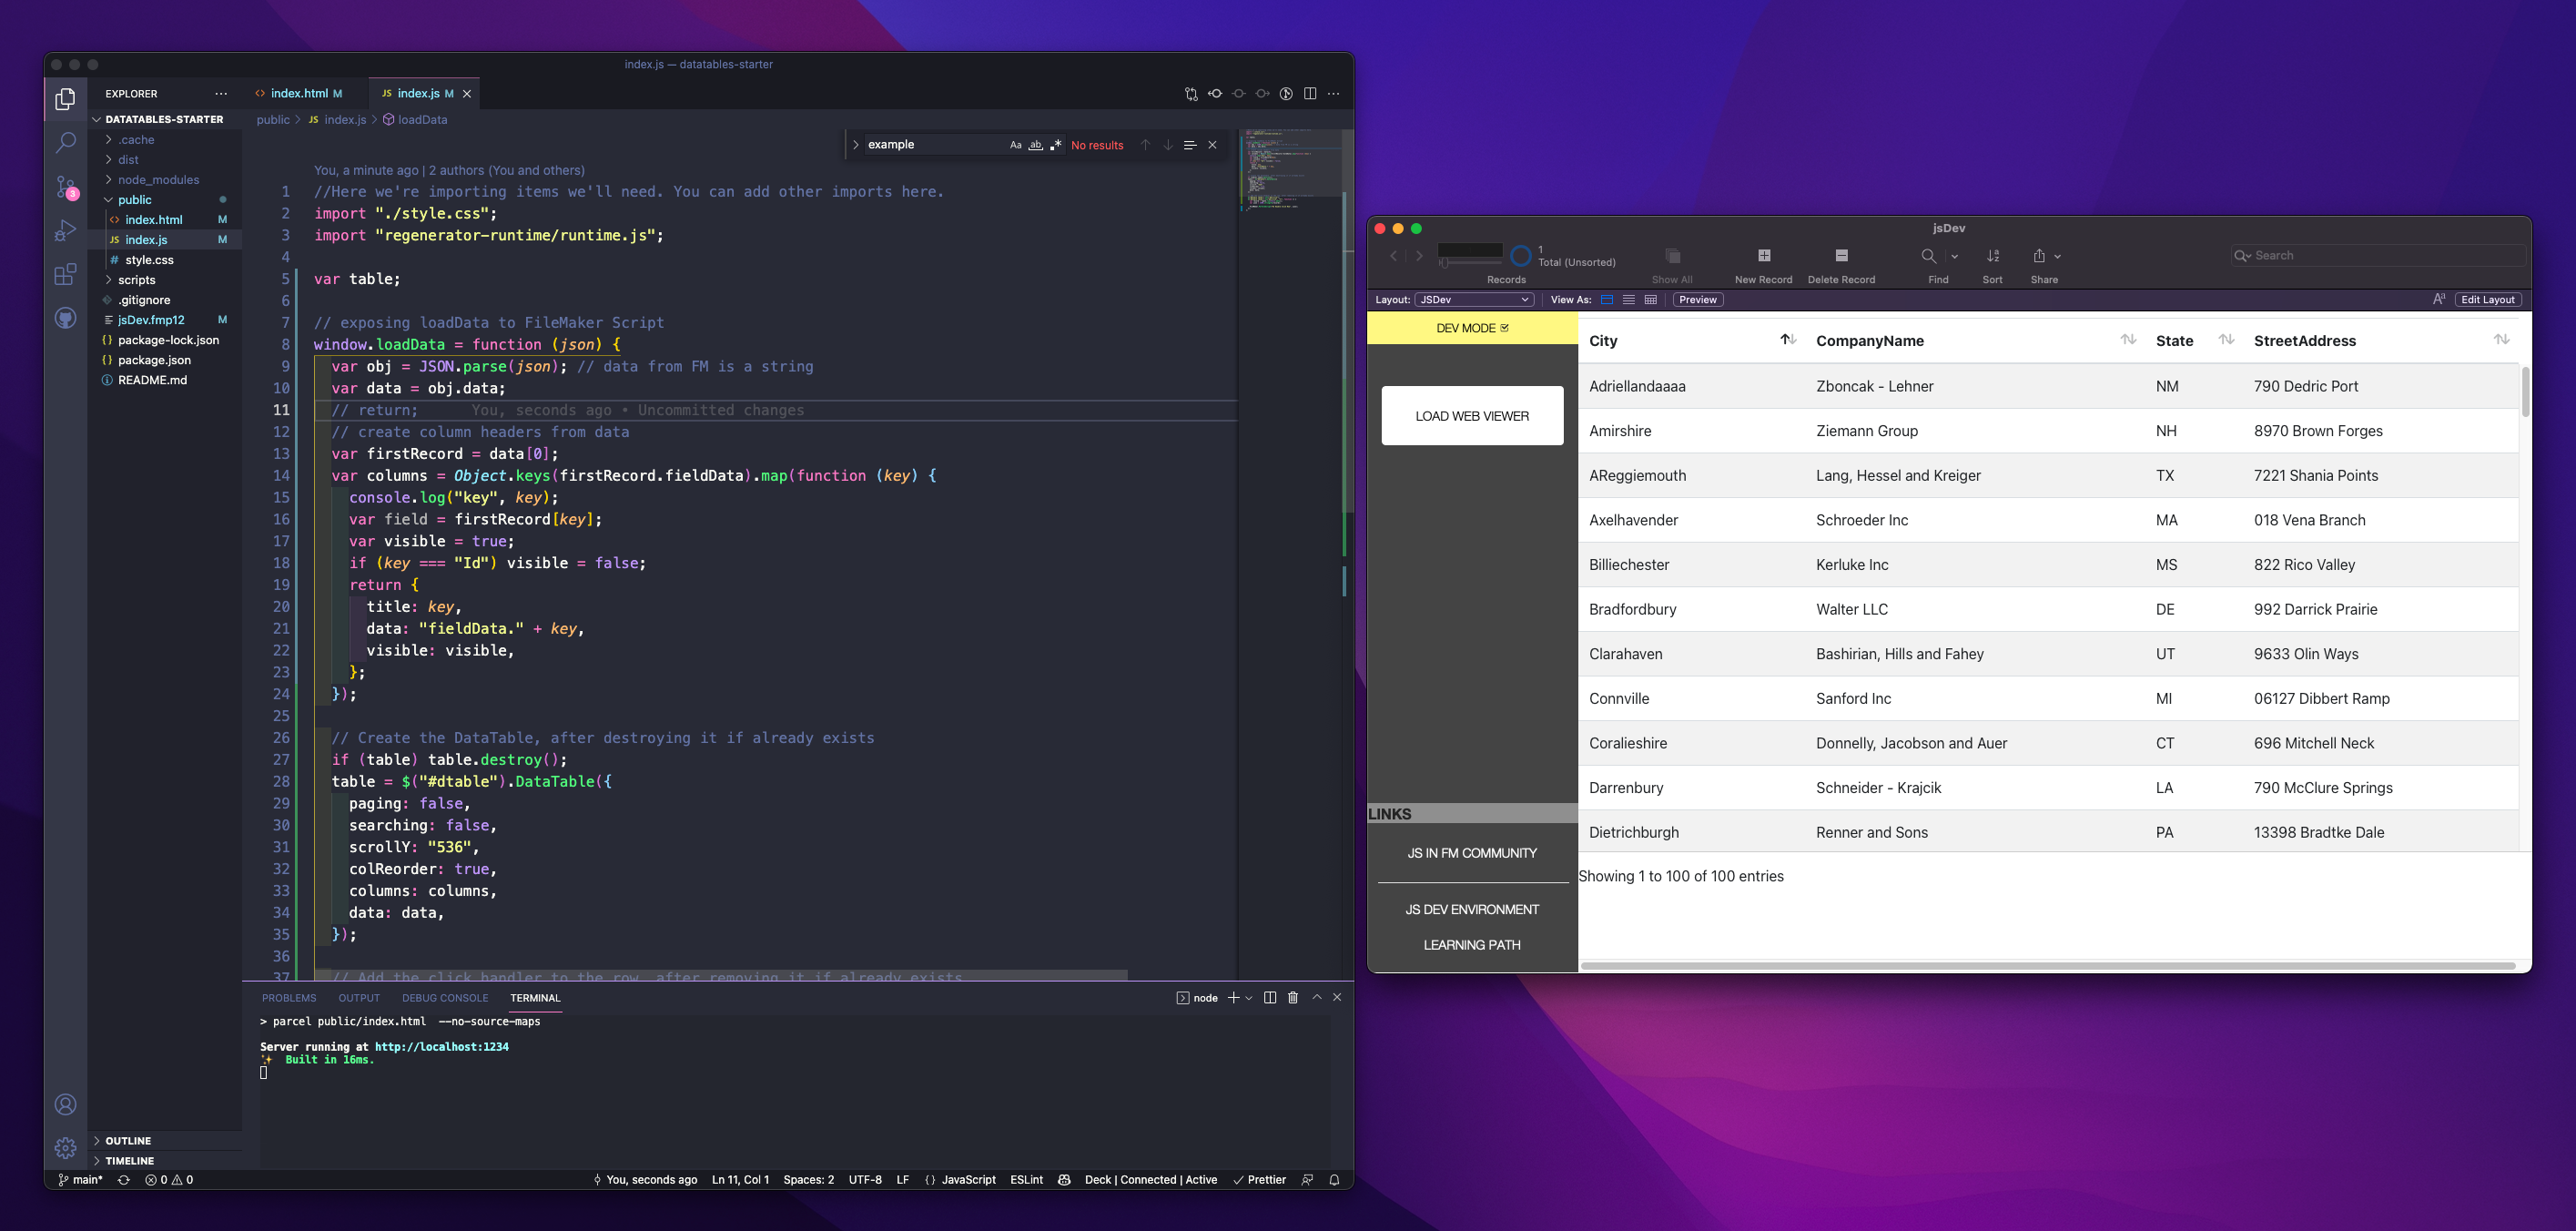 index.js — datatables-starter
EXPLORER
index.html M
JS index.js M
DATATABLES-STARTER
.cache
dist
node_modules
public
index.html M
JS index.js M
# style.css
scripts
.gitignore
jsDev.fmp12 M
{} package-lock.json
{} package.json
README.md
OUTLINE
TIMELINE
3
public > JS index.js > loadData
example Aa ab .* No results
You, a minute ago | 2 authors (You and others)
1 //Here we're importing items we'll need. You can add other imports here.
2 import "./style.css";
3 import "regenerator-runtime/runtime.js";
4
5 var table;
6
7 // exposing loadData to FileMaker Script
8 window.loadData = function (json) {
9 var obj = JSON.parse(json); // data from FM is a string
10 var data = obj.data;
11 // return; You, seconds ago • Uncommitted changes
12 // create column headers from data
13 var firstRecord = data[0];
14 var columns = Object.keys(firstRecord.fieldData).map(function (key) {
15 console.log("key", key);
16 var field = firstRecord[key];
17 var visible = true;
18 if (key === "Id") visible = false;
19 return {
20 title: key,
21 data: "fieldData." + key,
22 visible: visible,
23 };
24 });
25
26 // Create the DataTable, after destroying it if already exists
27 if (table) table.destroy();
28 table = $("#dtable").DataTable({
29 paging: false,
30 searching: false,
31 scrollY: "536",
32 colReorder: true,
33 columns: columns,
34 data: data,
35 });
36
37 // Add the click handler to the row, after removing it if already exists
PROBLEMS OUTPUT DEBUG CONSOLE TERMINAL
node
> parcel public/index.html --no-source-maps
Server running at http://localhost:1234
✨ Built in 16ms.
main* 0 0 You, seconds ago Ln 11, Col 1 Spaces: 2 UTF-8 LF {} JavaScript ESLint Deck | Connected | Active Prettier
jsDev
1
Total (Unsorted)
Records Show All New Record Delete Record Find Sort Share
Search
Layout: JSDev View As: Preview Edit Layout
DEV MODE
LOAD WEB VIEWER
LINKS
JS IN FM COMMUNITY
JS DEV ENVIRONMENT
LEARNING PATH
City CompanyName State StreetAddress
Adriellandaaaa Zboncak - Lehner NM 790 Dedric Port
Amirshire Ziemann Group NH 8970 Brown Forges
AReggiemouth Lang, Hessel and Kreiger TX 7221 Shania Points
Axelhavender Schroeder Inc MA 018 Vena Branch
Billiechester Kerluke Inc MS 822 Rico Valley
Bradfordbury Walter LLC DE 992 Darrick Prairie
Clarahaven Bashirian, Hills and Fahey UT 9633 Olin Ways
Connville Sanford Inc MI 06127 Dibbert Ramp
Coralieshire Donnelly, Jacobson and Auer CT 696 Mitchell Neck
Darrenbury Schneider - Krajcik LA 790 McClure Springs
Dietrichburgh Renner and Sons PA 13398 Bradtke Dale
Showing 1 to 100 of 100 entries